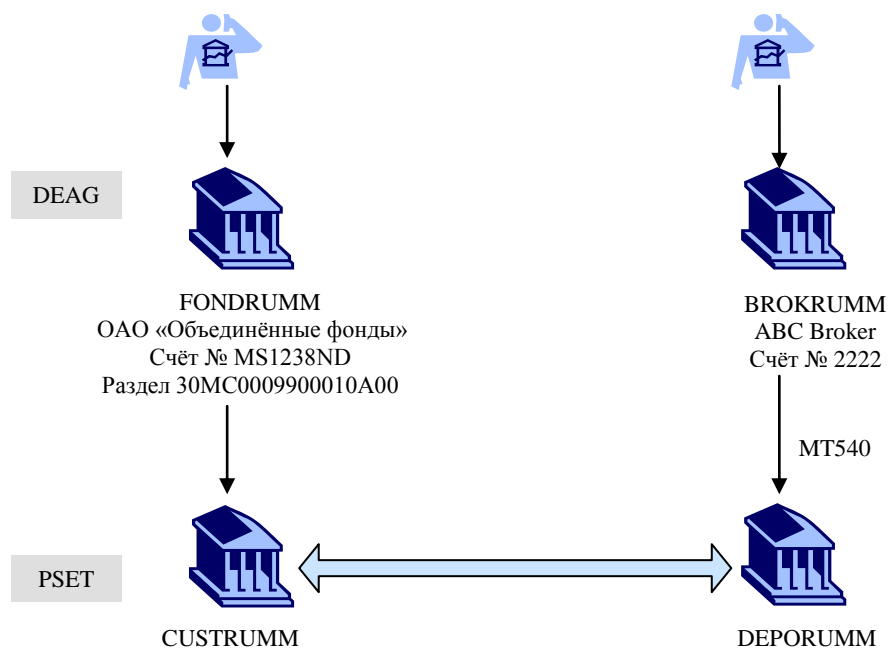 DEAG
FONDRUMM
ОАО «Объединённые фонды»
Счёт № MS1238ND
Раздел 30МС0009900010А00
BROKRUMM
ABC Broker
Счёт № 2222
MT540
PSET
CUSTRUMM
DEPORUMM